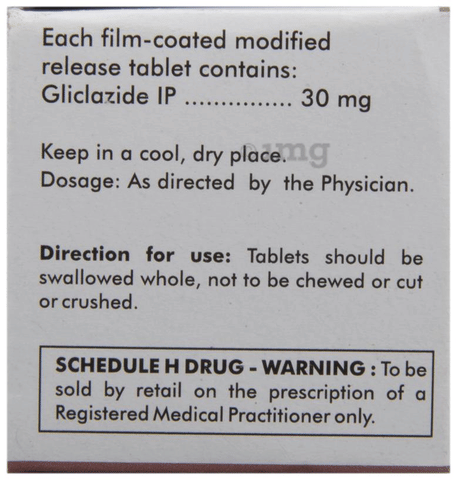 Each film-coated modified
release tablet contains:
Gliclazide IP ............... 30 mg
Keep in a cool, dry place.
Dosage: As directed by the Physician.
Direction for use: Tablets should be
swallowed whole, not to be chewed or cut
or crushed.
SCHEDULE H DRUG - WARNING : To be
sold by retail on the prescription of a
Registered Medical Practitioner only.